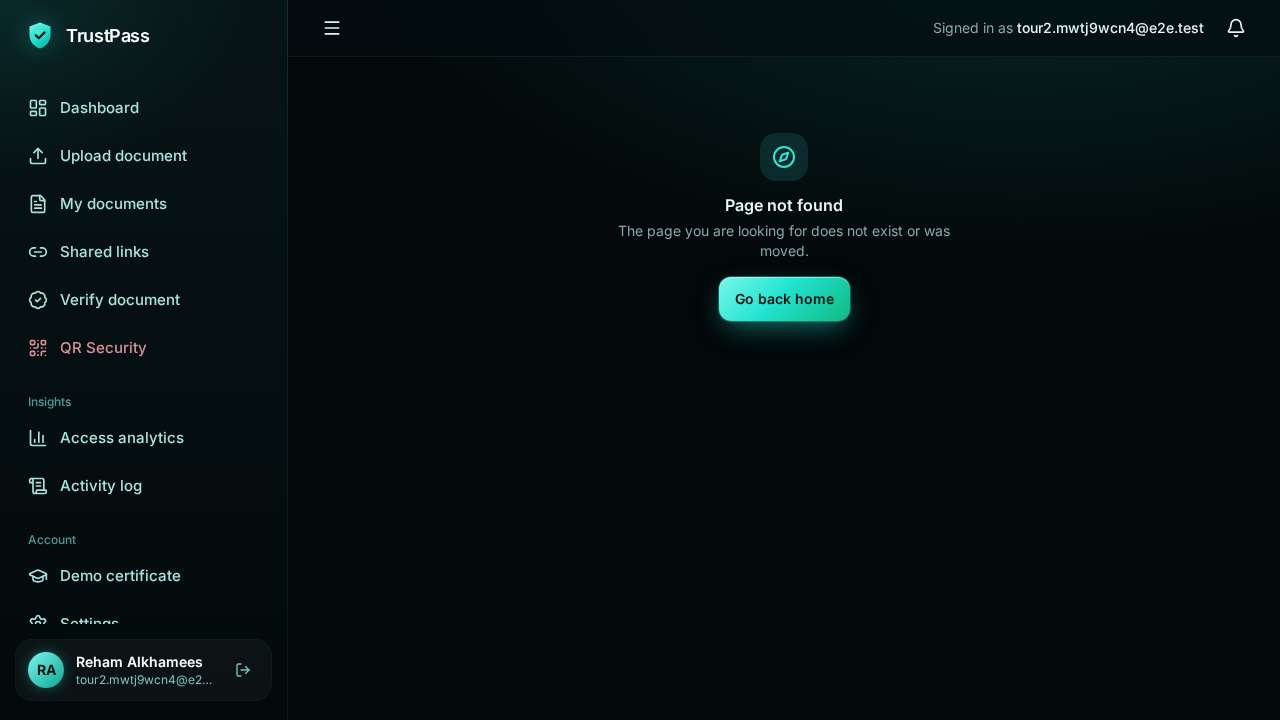 TrustPass
Signed in as tour2.mwtj9wcn4@e2e.test
Dashboard
Upload document
My documents
Shared links
Verify document
QR Security
Insights
Access analytics
Activity log
Account
Demo certificate
Settings
RA
Reham Alkhamees
tour2.mwtj9wcn4@e2...
Page not found
The page you are looking for does not exist or was
moved.
Go back home